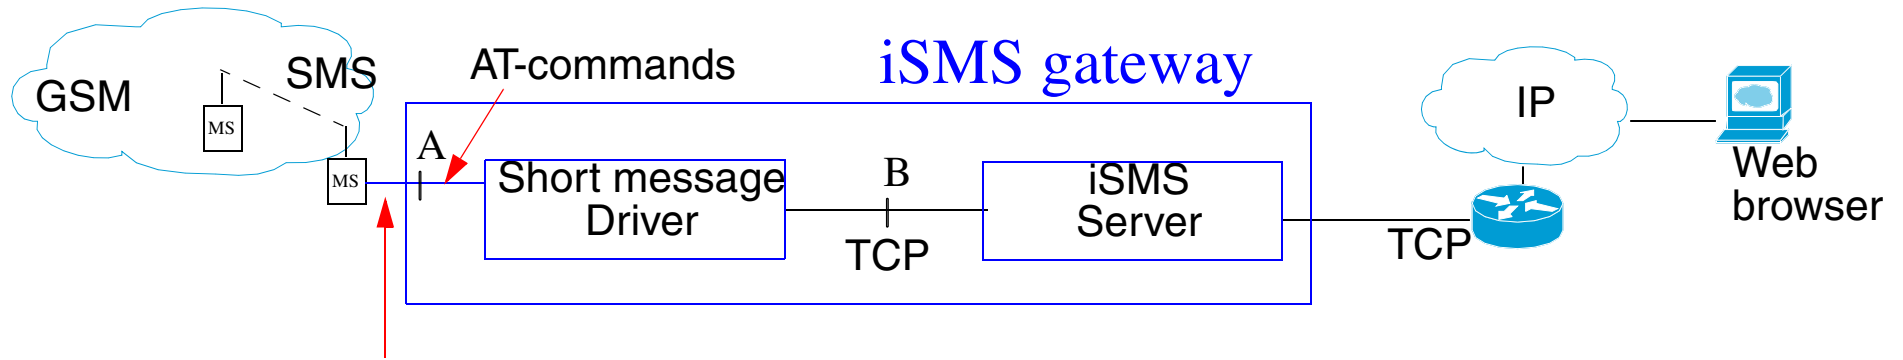 GSM
SMS
MS
MS
AT-commands
iSMS gateway
A
Short message
Driver
B
TCP
iSMS
Server
TCP
IP
Web
browser